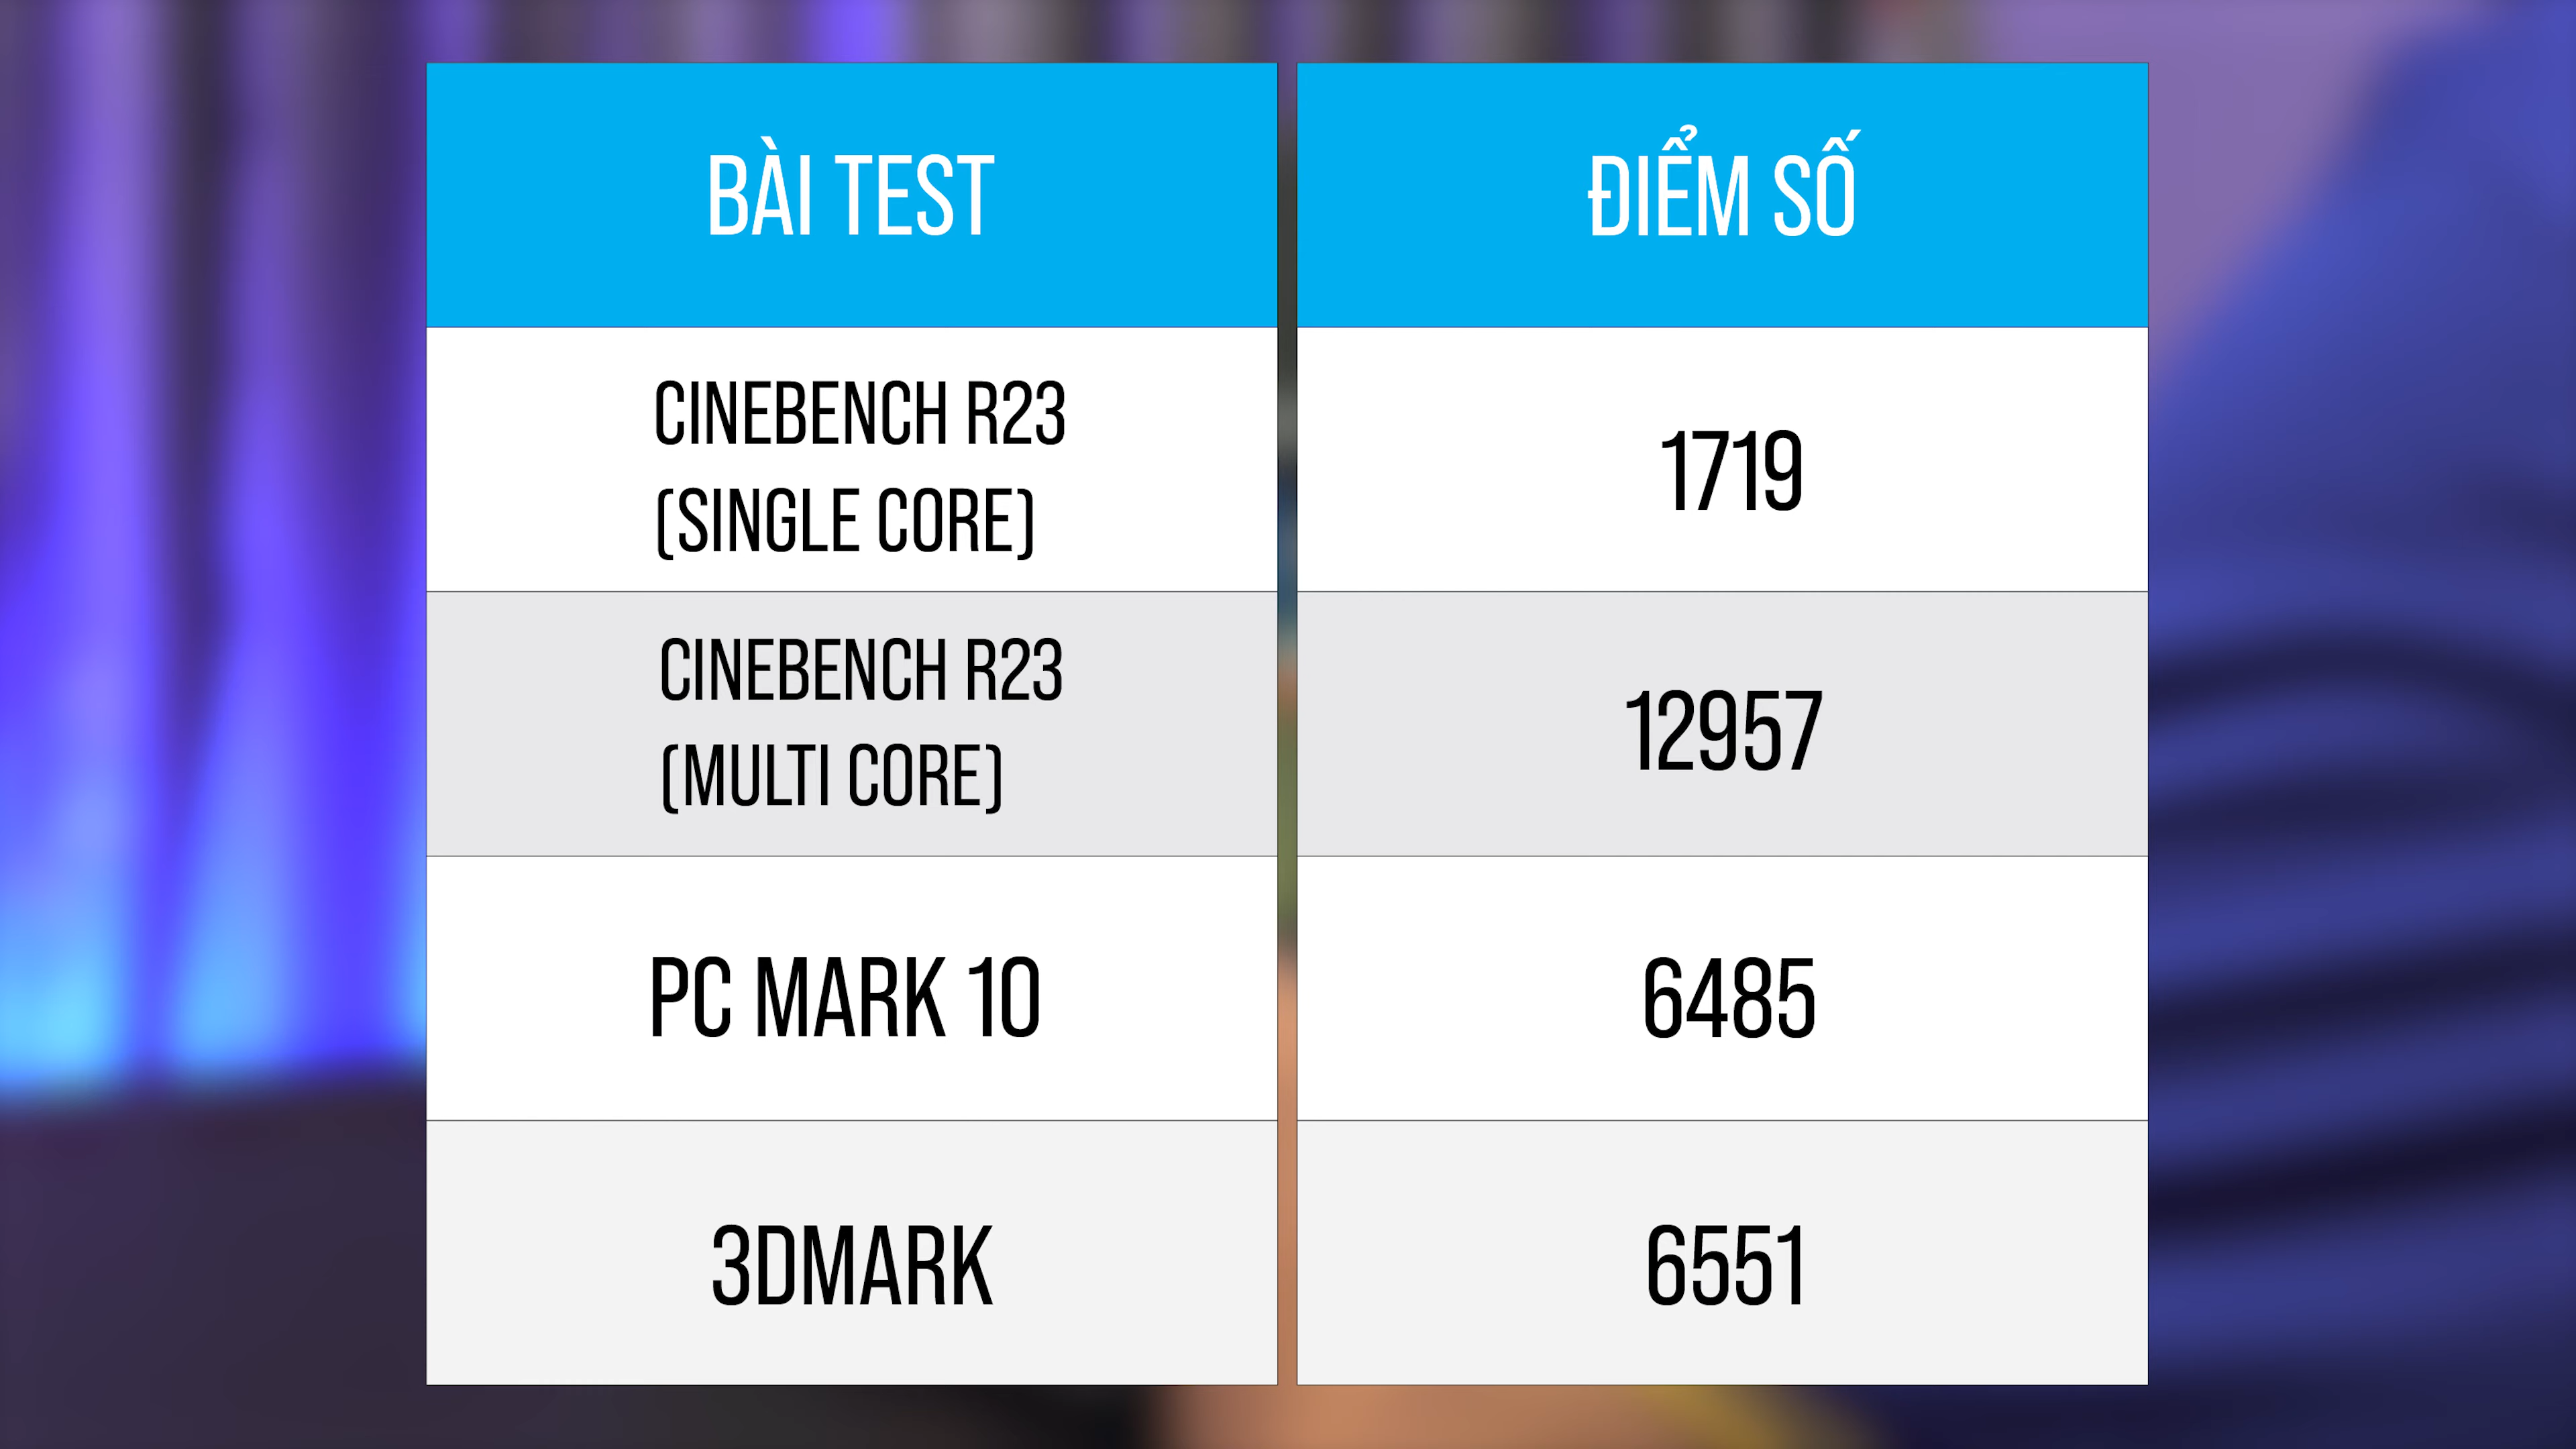 BÀI TEST
ĐIỂM SỐ
CINEBENCH R23
(SINGLE CORE)
1719
CINEBENCH R23
(MULTI CORE)
12957
PC MARK 10
6485
3DMARK
6551